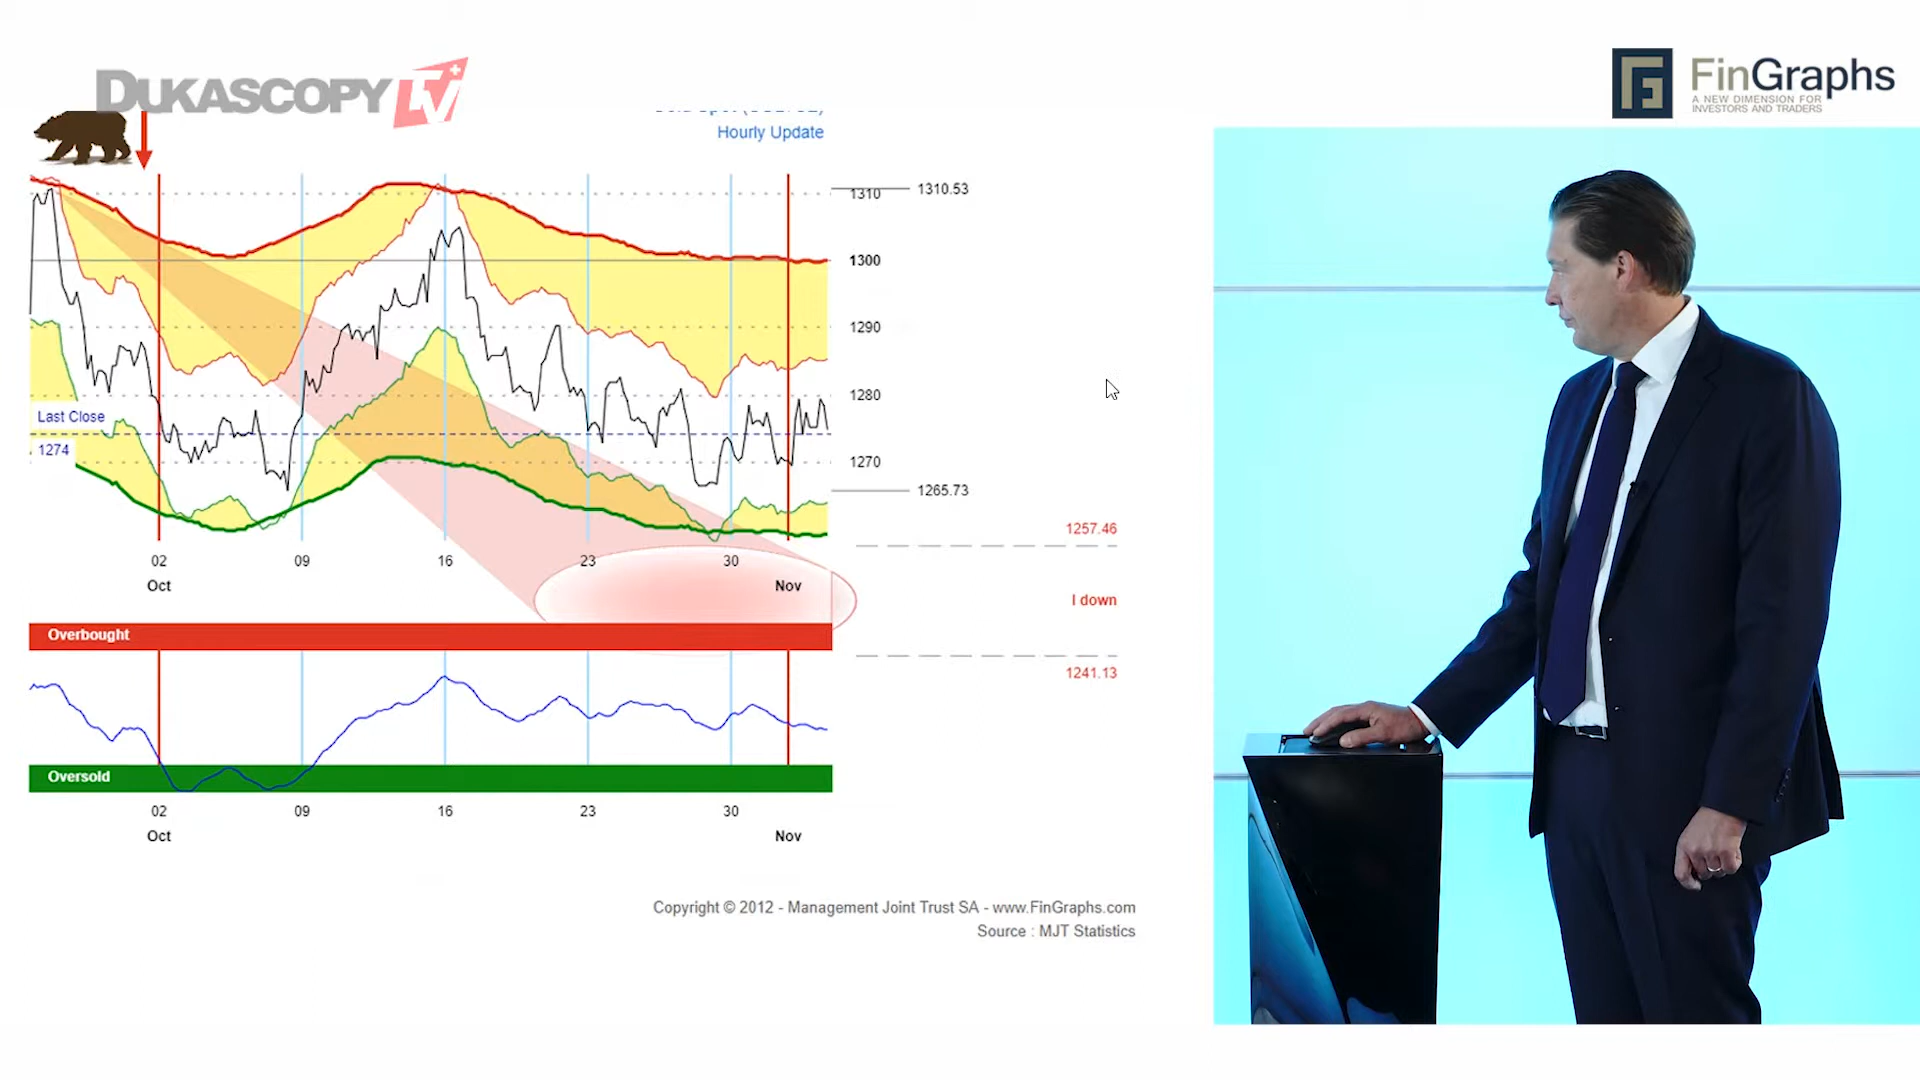 DUKASCOPY TV
FinGraphs
A NEW DIMENSION FOR
INVESTORS AND TRADERS
Hourly Update
1310
1310.53
1300
1290
1280
Last Close
1274
1270
1265.73
1257.46
02
09
16
23
30
Oct
Nov
I down
Overbought
1241.13
Oversold
02
09
16
23
30
Oct
Nov
Copyright © 2012 - Management Joint Trust SA - www.FinGraphs.com
Source : MJT Statistics